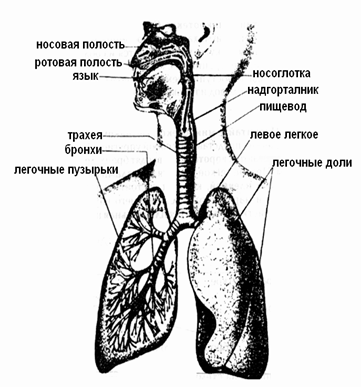 носовая полость
ротовая полость
язык
носоглотка
надгортальник
пищевод
трахея
бронхи
легочные пузырьки
левое легкое
легочные доли